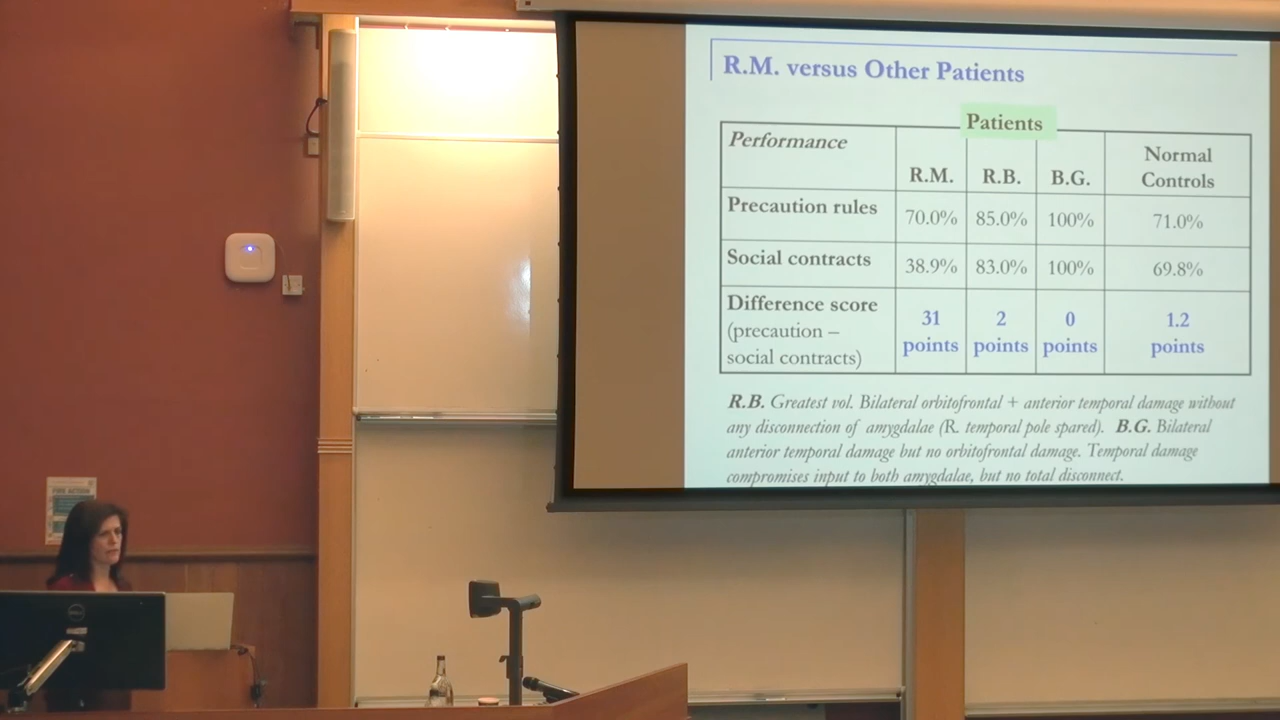 R.M. versus Other Patients
Patients
Performance
R.M. R.B. B.G. Normal Controls
Precaution rules 70.0% 85.0% 100% 71.0%
Social contracts 38.9% 83.0% 100% 69.8%
Difference score (precaution – social contracts) 31 points 2 points 0 points 1.2 points
R.B. Greatest vol. Bilateral orbitofrontal + anterior temporal damage without
any disconnection of amygdalae (R. temporal pole spared). B.G. Bilateral
anterior temporal damage but no orbitofrontal damage. Temporal damage
compromises input to both amygdalae, but no total disconnect.
FIRE ACTION
DELL